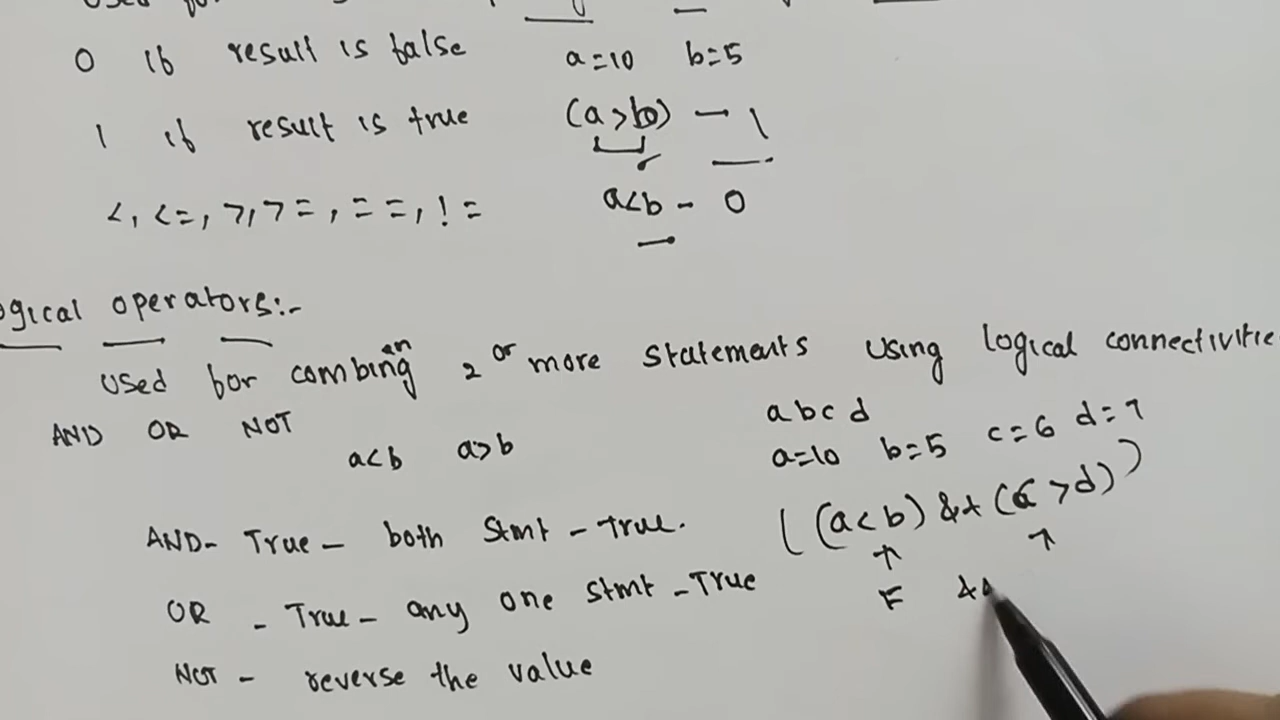 0 if result is false a=10 b=5
1 if result is true (a>b) - 1
<, <=, >, >=, ==, != a<b - 0
ogical operators:-
an or
Used for combing 2 more statements using logical connectivitie
AND OR NOT a b c d
a<b a>b a=10 b=5 c=6 d=7
AND- True - both Stmt - true. ((a<b) && (c>d))
OR - True - any one stmt - True F &&
NOT - reverse the value